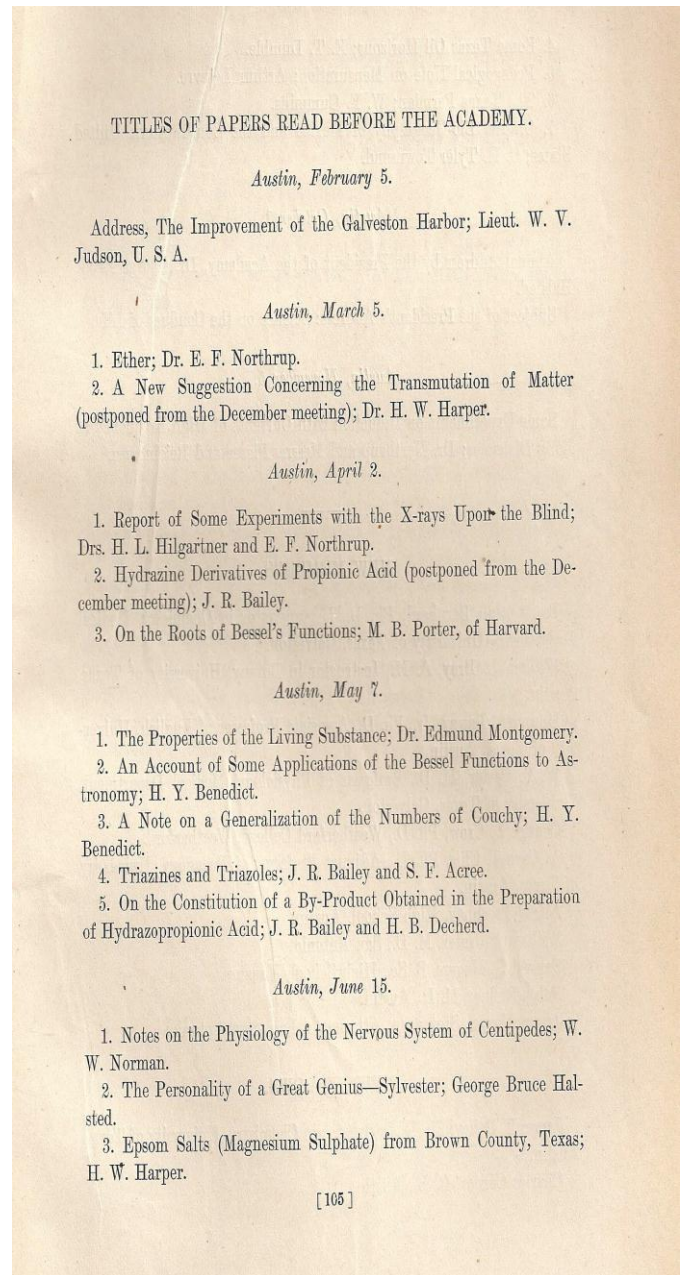 TITLES OF PAPERS READ BEFORE THE ACADEMY.
Austin, February 5.
Address, The Improvement of the Galveston Harbor; Lieut. W. V.
Judson, U. S. A.
Austin, March 5.
1. Ether; Dr. E. F. Northrup.
2. A New Suggestion Concerning the Transmutation of Matter
(postponed from the December meeting); Dr. H. W. Harper.
Austin, April 2.
1. Report of Some Experiments with the X-rays Upon the Blind;
Drs. H. L. Hilgartner and E. F. Northrup.
2. Hydrazine Derivatives of Propionic Acid (postponed from the De-
cember meeting); J. R. Bailey.
3. On the Roots of Bessel's Functions; M. B. Porter, of Harvard.
Austin, May 7.
1. The Properties of the Living Substance; Dr. Edmund Montgomery.
2. An Account of Some Applications of the Bessel Functions to As-
tronomy; H. Y. Benedict.
3. A Note on a Generalization of the Numbers of Couchy; H. Y.
Benedict.
4. Triazines and Triazoles; J. R. Bailey and S. F. Acree.
5. On the Constitution of a By-Product Obtained in the Preparation
of Hydrazopropionic Acid; J. R. Bailey and H. B. Decherd.
Austin, June 15.
1. Notes on the Physiology of the Nervous System of Centipedes; W.
W. Norman.
2. The Personality of a Great Genius—Sylvester; George Bruce Hal-
sted.
3. Epsom Salts (Magnesium Sulphate) from Brown County, Texas;
H. W. Harper.
[105]